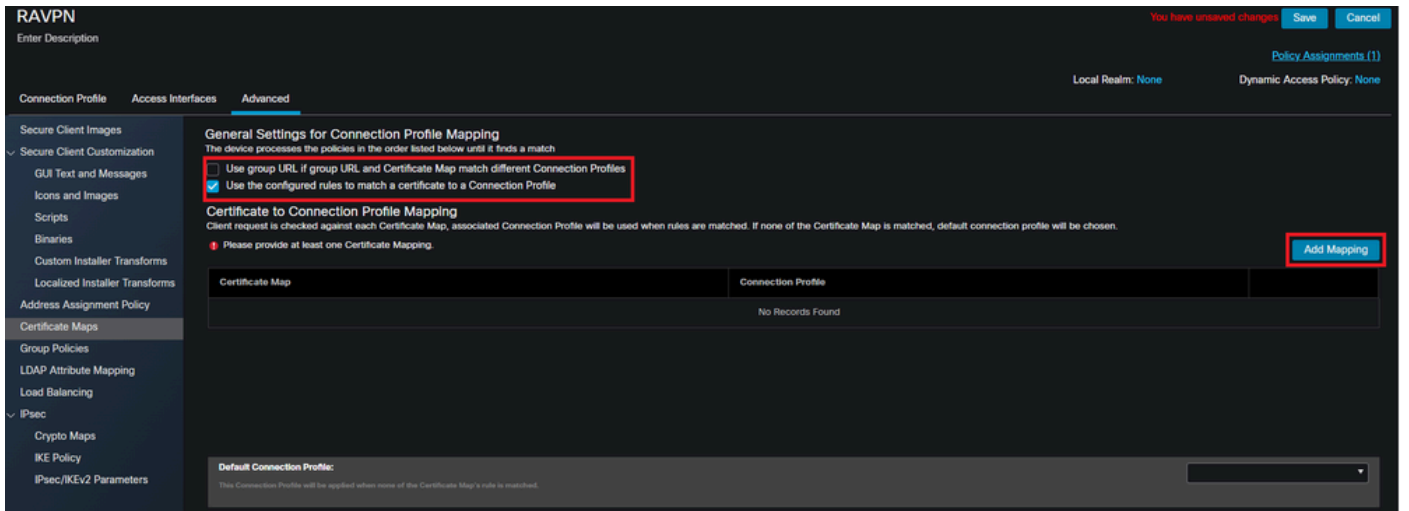 RAVPN
You have unsaved changes Save Cancel
Enter Description
Policy Assignments (1)
Local Realm: None Dynamic Access Policy: None
Connection Profile Access Interfaces Advanced
Secure Client Images
Secure Client Customization
GUI Text and Messages
Icons and Images
Scripts
Binaries
Custom Installer Transforms
Localized Installer Transforms
Address Assignment Policy
Certificate Maps
Group Policies
LDAP Attribute Mapping
Load Balancing
IPsec
Crypto Maps
IKE Policy
IPsec/IKEv2 Parameters
General Settings for Connection Profile Mapping
The device processes the policies in the order listed below until it finds a match
Use group URL if group URL and Certificate Map match different Connection Profiles
Use the configured rules to match a certificate to a Connection Profile
Certificate to Connection Profile Mapping
Client request is checked against each Certificate Map, associated Connection Profile will be used when rules are matched. If none of the Certificate Map is matched, default connection profile will be chosen.
Please provide at least one Certificate Mapping.
Add Mapping
Certificate Map Connection Profile
No Records Found
Default Connection Profile:
This Connection Profile will be applied when none of the Certificate Map's rule is matched.